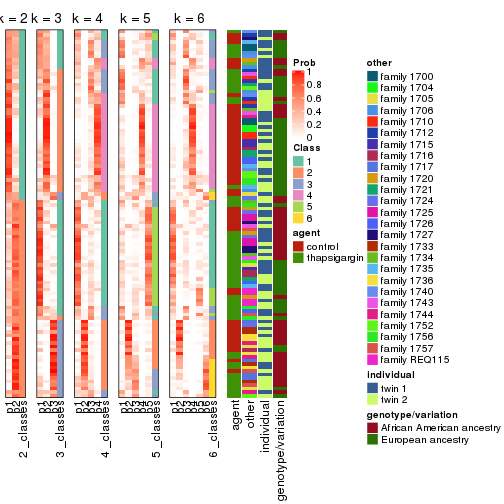 k = 2 k = 3 k = 4 k = 5 k = 6
p1
p2
2_classes
p1
p2
p3
3_classes
p1
p2
p3
p4
4_classes
p1
p2
p3
p4
p5
5_classes
p1
p2
p3
p4
p5
p6
6_classes
agent
other
individual
genotype/variation
Prob
1
0.8
0.6
0.4
0.2
0
Class
1
2
3
4
5
6
agent
control
thapsigargin
other
family 1700
family 1704
family 1705
family 1706
family 1710
family 1712
family 1715
family 1716
family 1717
family 1720
family 1721
family 1724
family 1725
family 1726
family 1727
family 1733
family 1734
family 1735
family 1736
family 1740
family 1743
family 1744
family 1752
family 1756
family 1757
family REQ115
individual
twin 1
twin 2
genotype/variation
African American ancestry
European ancestry